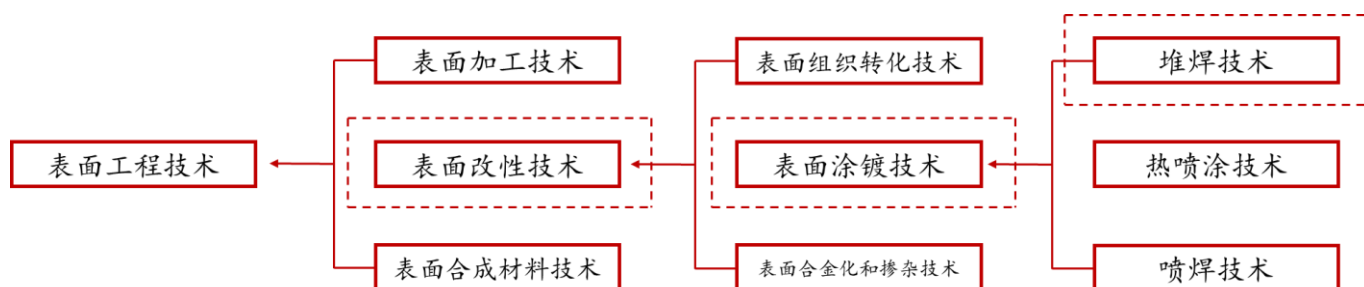 表面加工技术
表面组织转化技术
堆焊技术
表面工程技术
表面改性技术
表面涂镀技术
热喷涂技术
表面合成材料技术
表面合金化和掺杂技术
喷焊技术